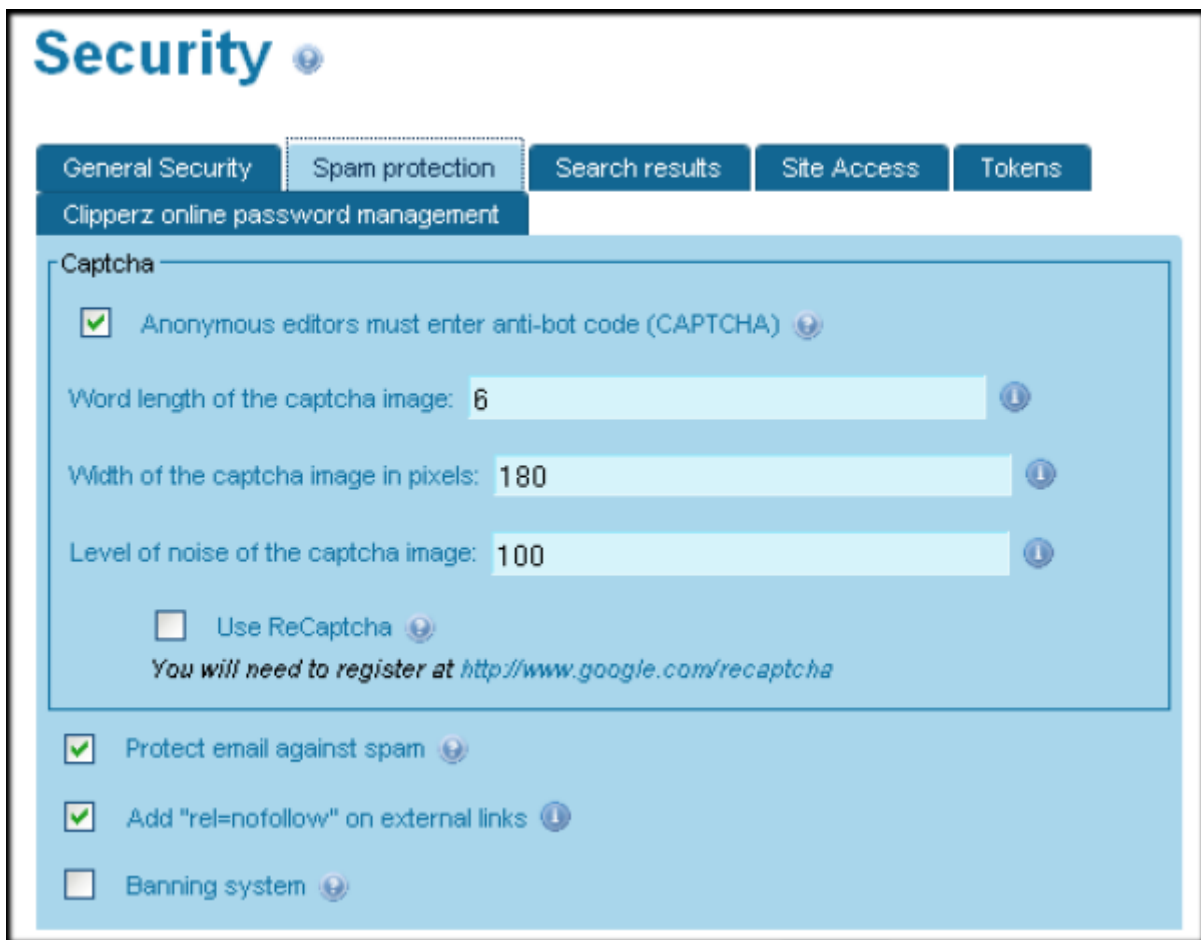 Security
General Security Spam protection Search results Site Access Tokens
Clipperz online password management
Captcha
Anonymous editors must enter anti-bot code (CAPTCHA)
Word length of the captcha image: 6
Width of the captcha image in pixels: 180
Level of noise of the captcha image: 100
Use ReCaptcha
You will need to register at http://www.google.com/recaptcha
Protect email against spam
Add "rel=nofollow" on external links
Banning system